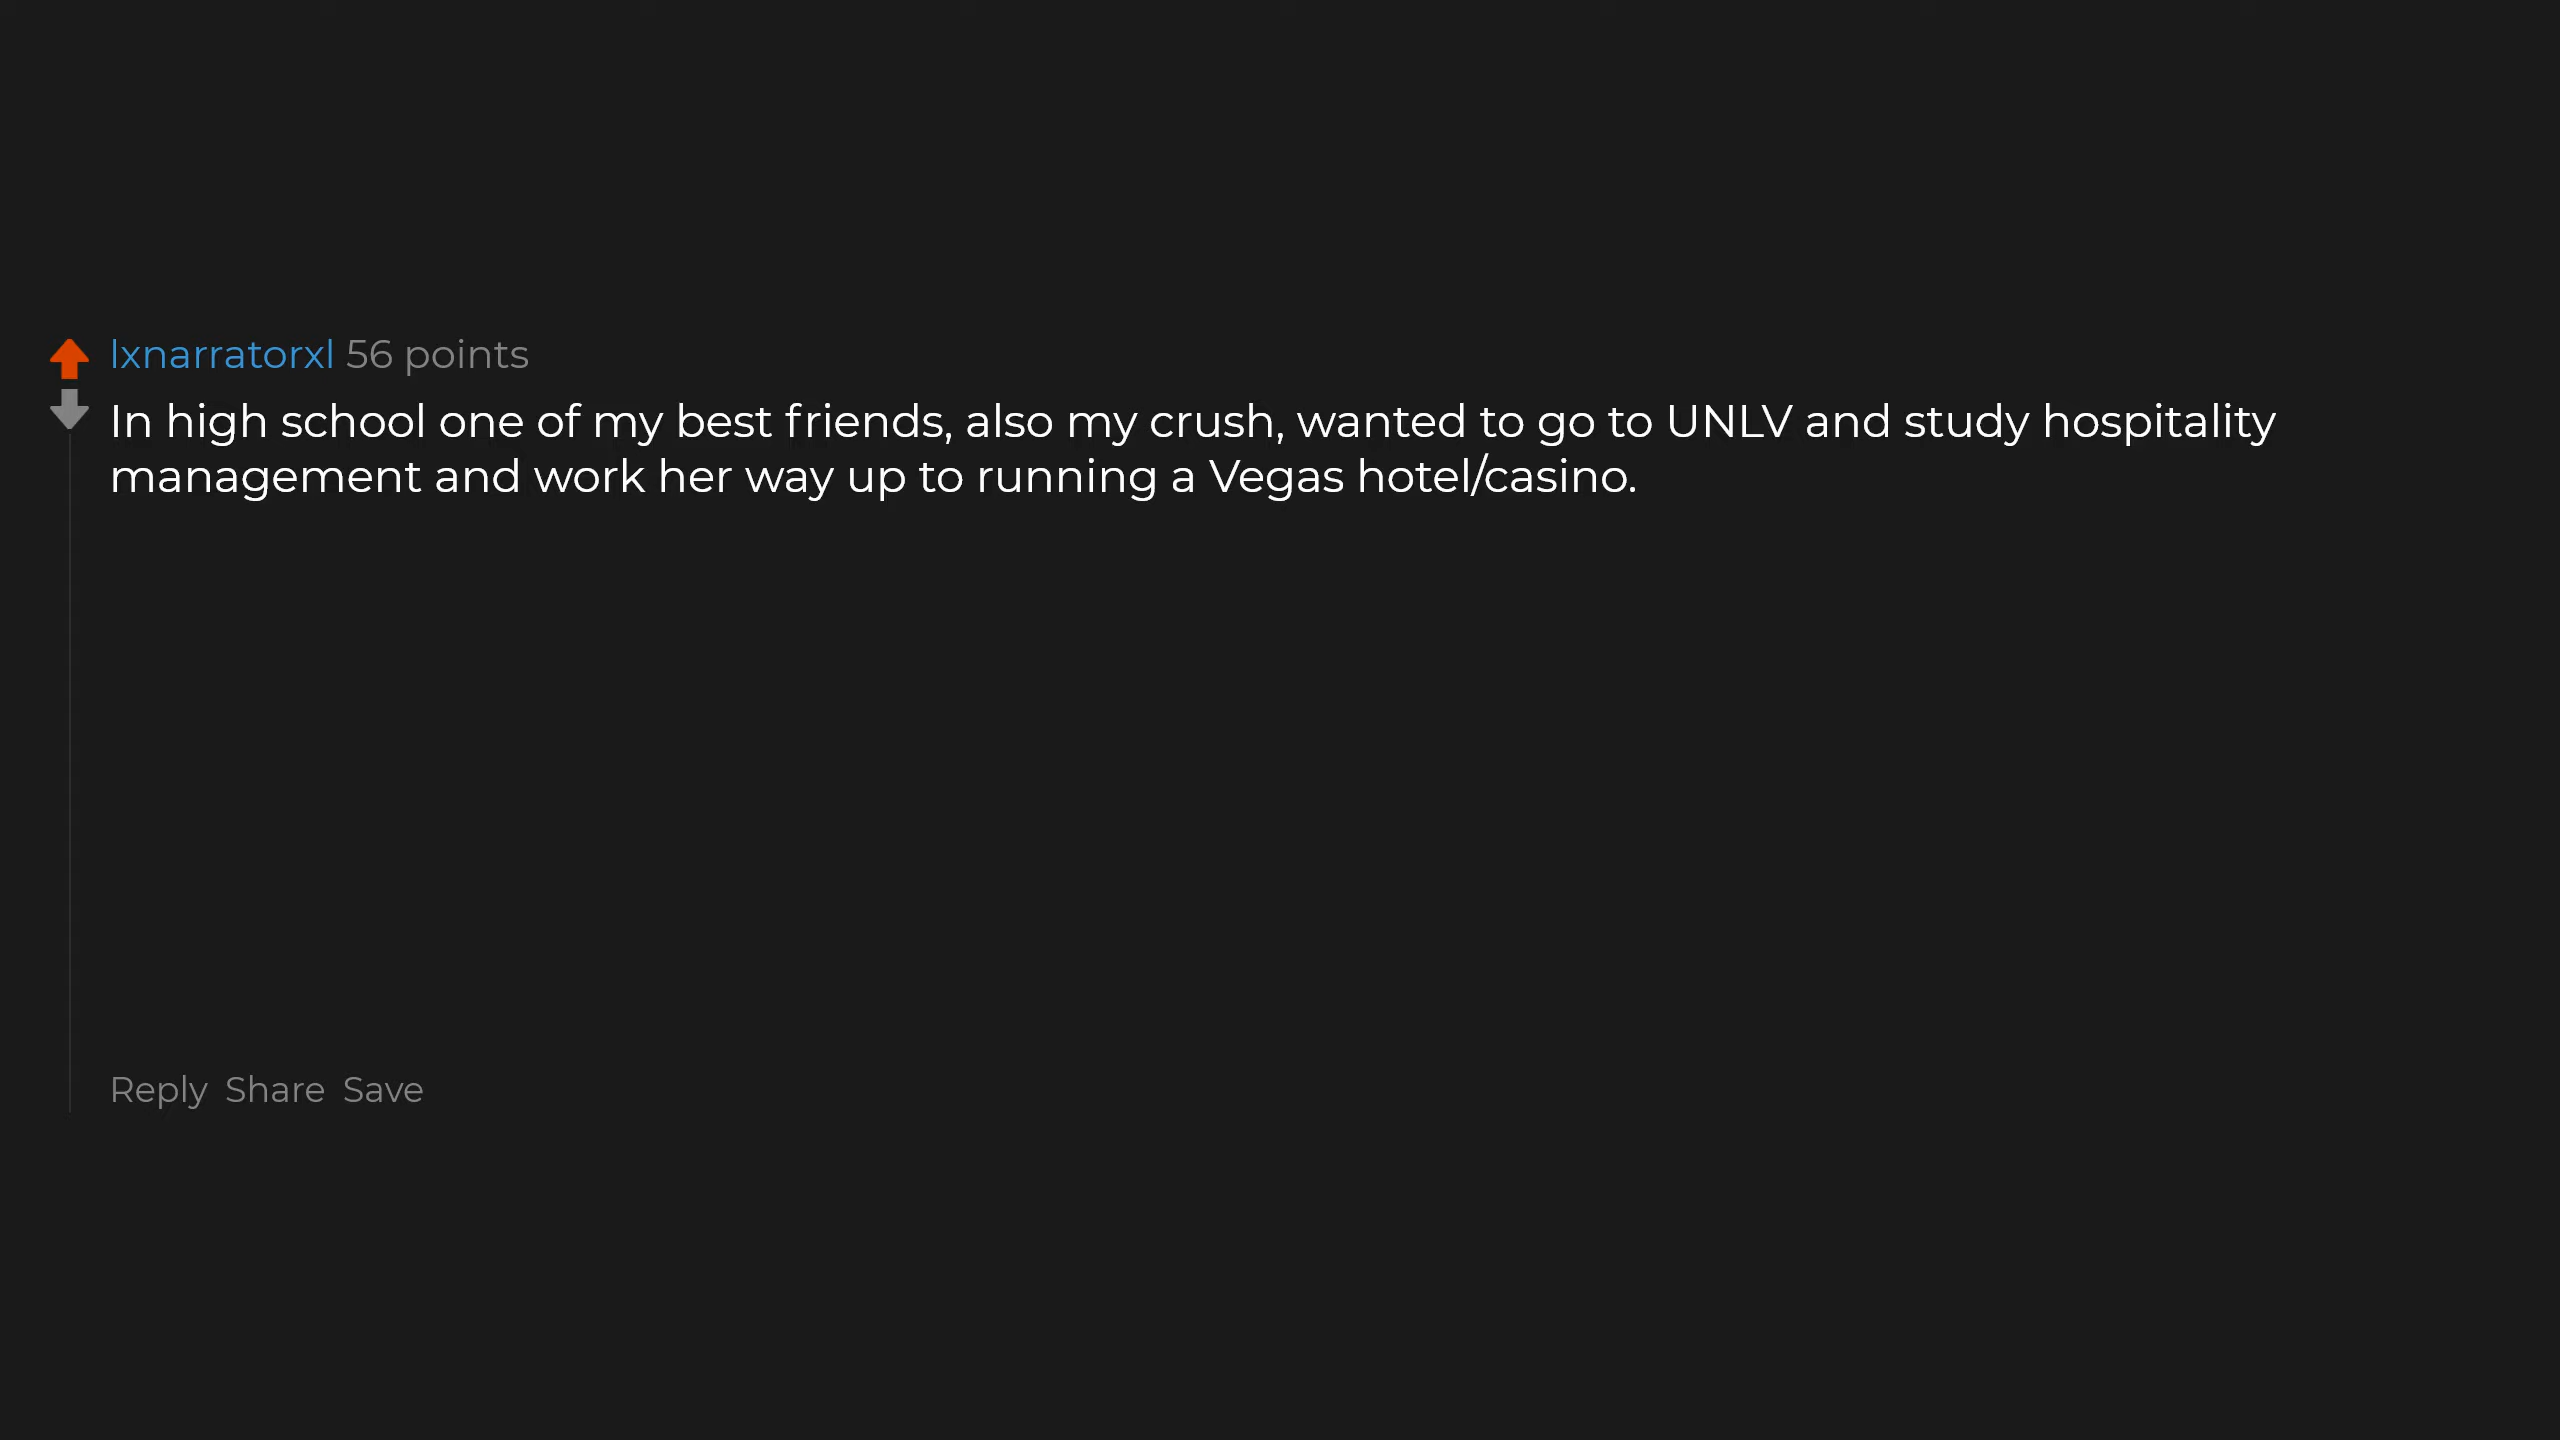 lxnarratorxl 56 points
In high school one of my best friends, also my crush, wanted to go to UNLV and study hospitality
management and work her way up to running a Vegas hotel/casino.
Reply Share Save